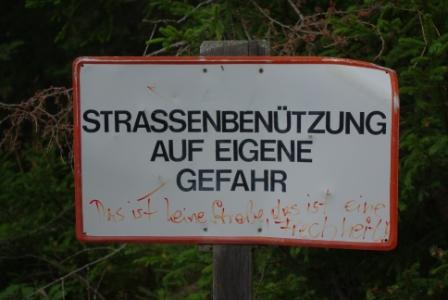 STRASSENBENÜTZUNG
AUF EIGENE
GEFAHR
Das ist keine Straße, das ist eine
Frechheit!